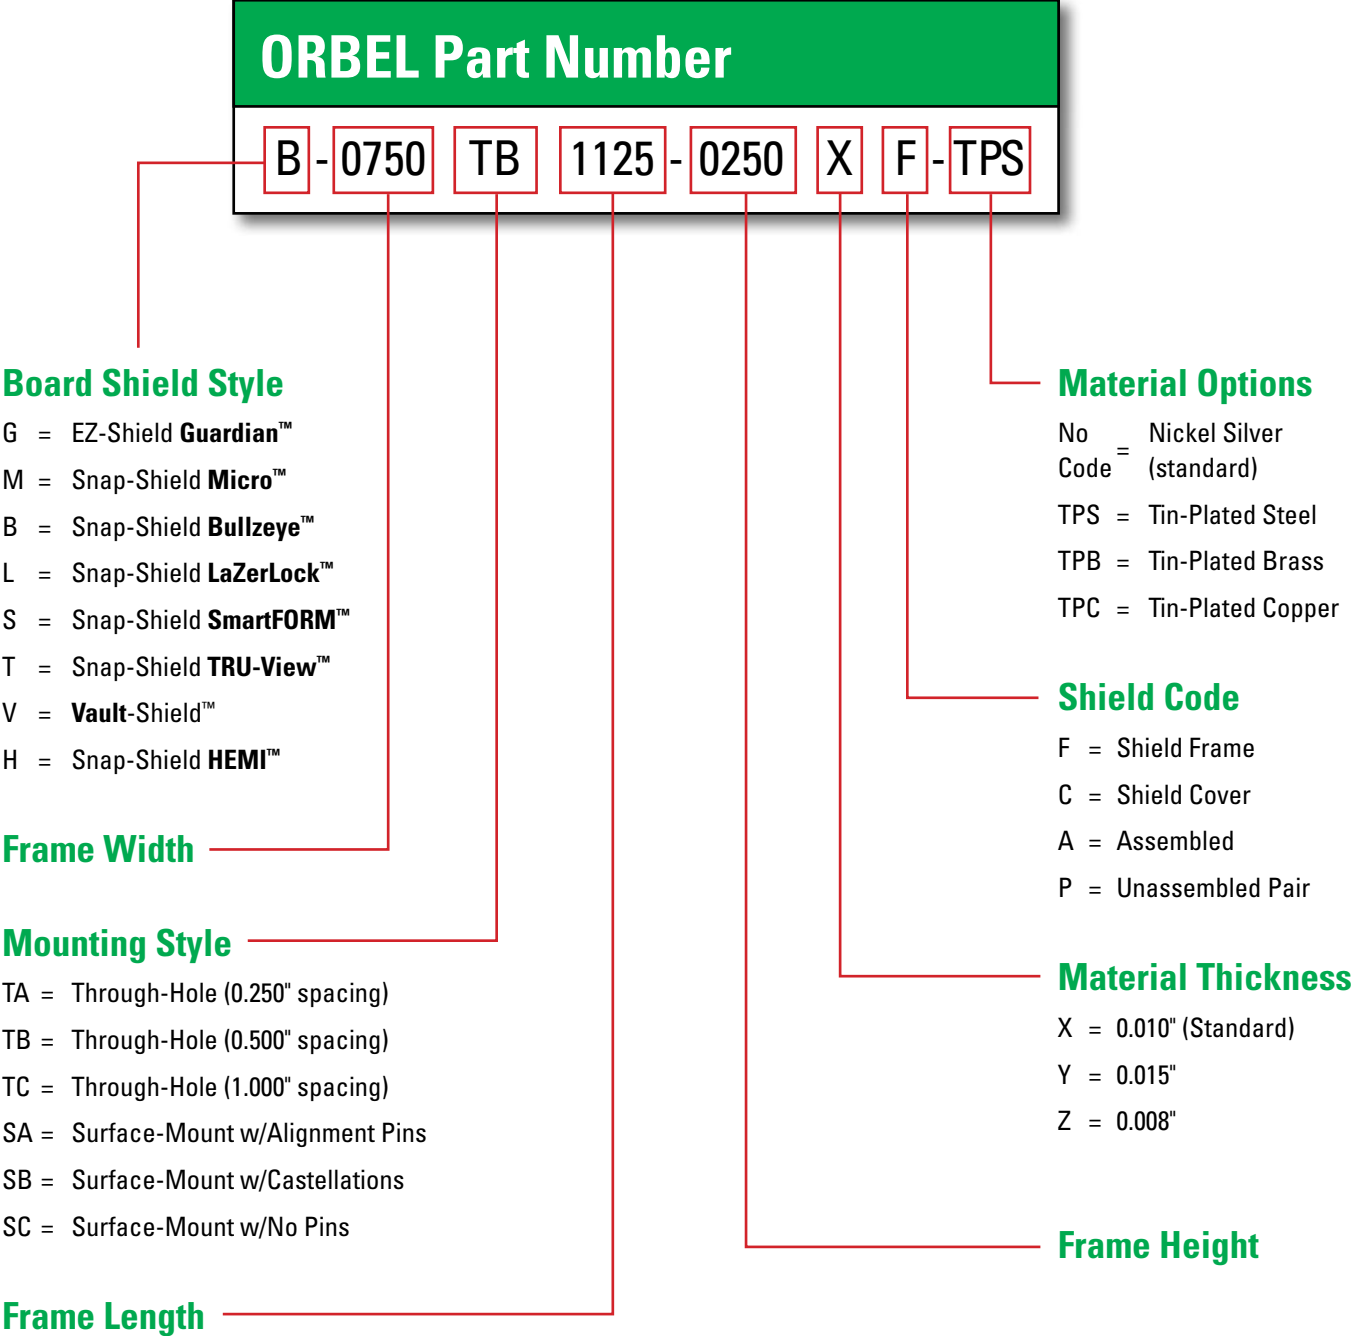 ORBEL Part Number
B - 0750 TB 1125 - 0250 X F - TPS
Board Shield Style
G = EZ-Shield Guardian™
M = Snap-Shield Micro™
B = Snap-Shield Bullzeye™
L = Snap-Shield LaZerLock™
S = Snap-Shield SmartFORM™
T = Snap-Shield TRU-View™
V = Vault-Shield™
H = Snap-Shield HEMI™
Frame Width
Mounting Style
TA = Through-Hole (0.250" spacing)
TB = Through-Hole (0.500" spacing)
TC = Through-Hole (1.000" spacing)
SA = Surface-Mount w/Alignment Pins
SB = Surface-Mount w/Castellations
SC = Surface-Mount w/No Pins
Frame Length
Material Options
No Nickel Silver
Code = (standard)
TPS = Tin-Plated Steel
TPB = Tin-Plated Brass
TPC = Tin-Plated Copper
Shield Code
F = Shield Frame
C = Shield Cover
A = Assembled
P = Unassembled Pair
Material Thickness
X = 0.010" (Standard)
Y = 0.015"
Z = 0.008"
Frame Height